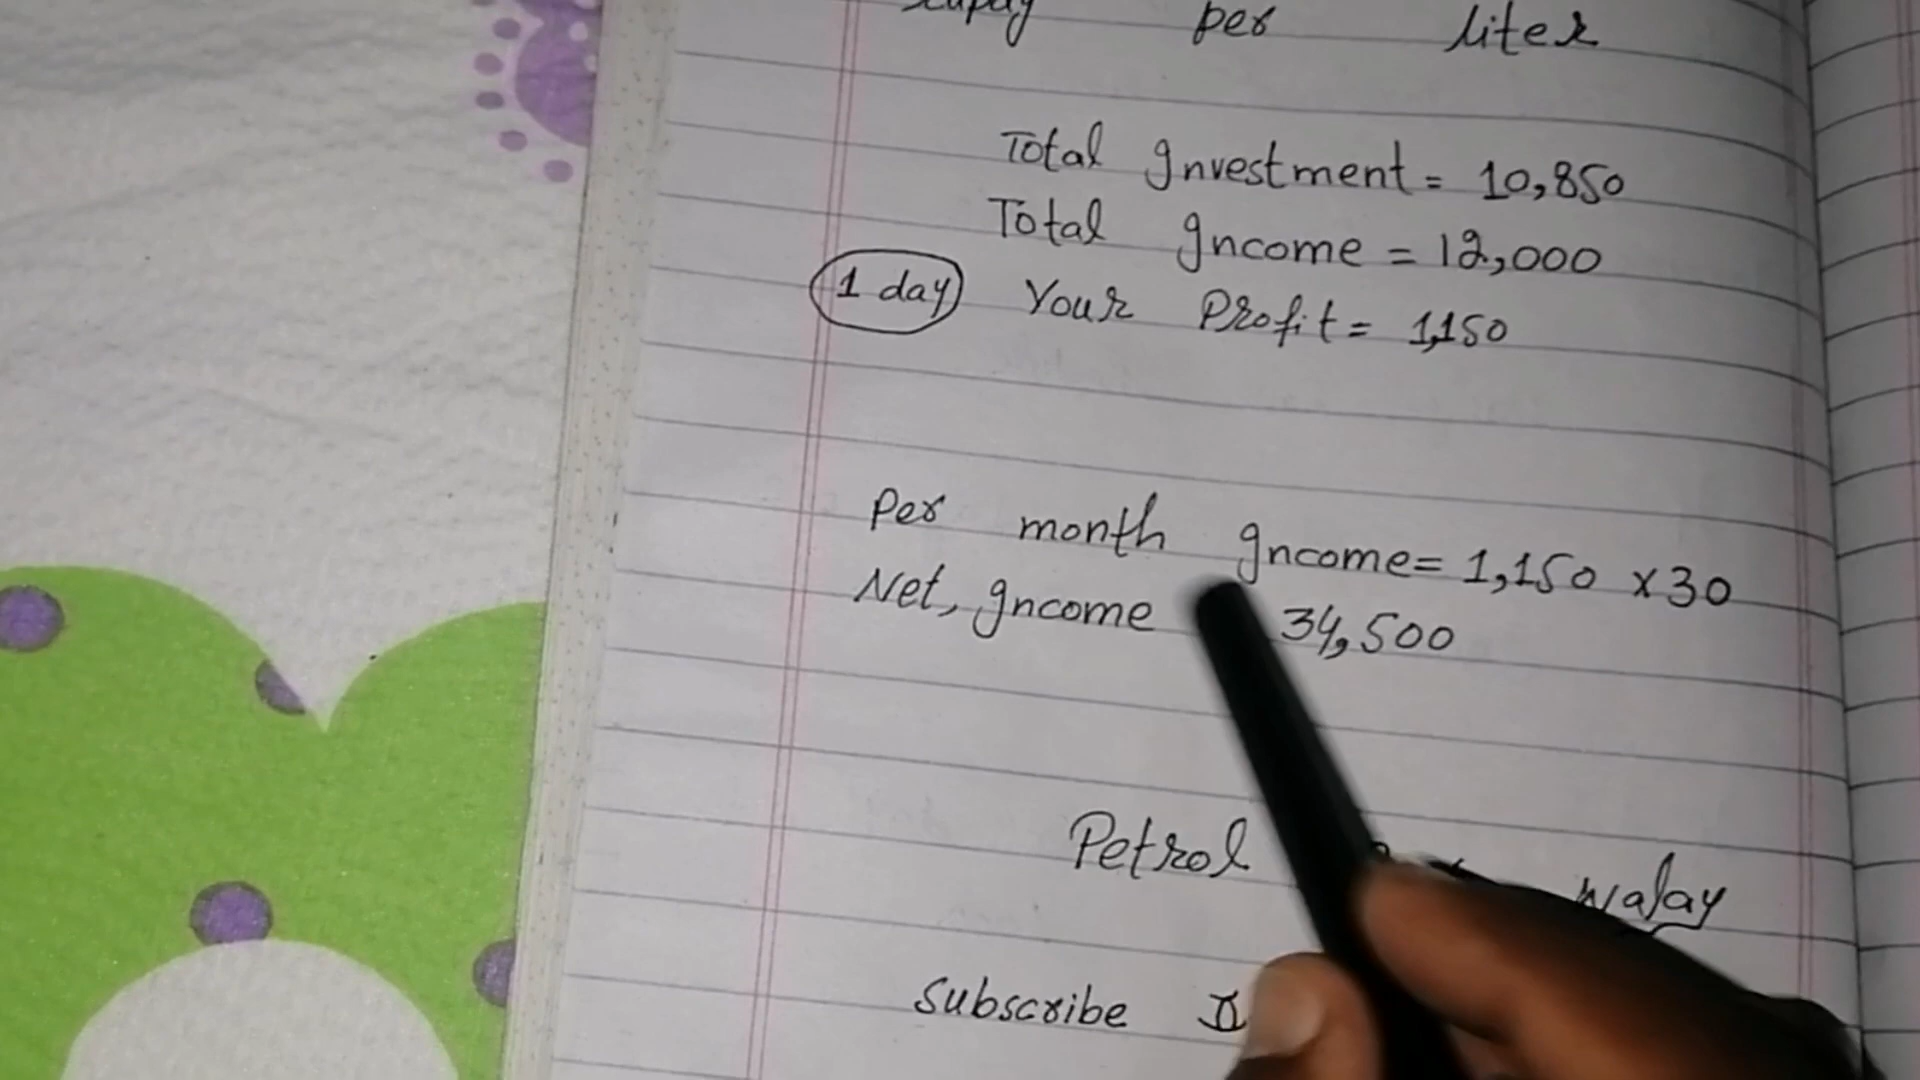 per liter
Total Investment = 10,850
Total Income = 12,000
1 day Your Profit = 1,150
Per month Income = 1,150 x 30
Net, Income 34,500
Petrol walay
Subscribe